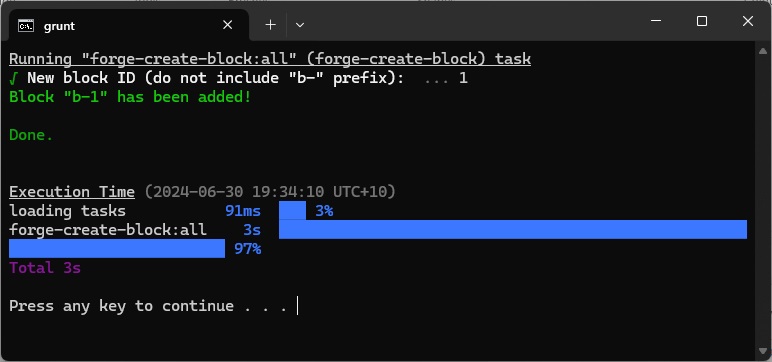 grunt
Running "forge-create-block:all" (forge-create-block) task
√ New block ID (do not include "b-" prefix): ... 1
Block "b-1" has been added!
Done.
Execution Time (2024-06-30 19:34:10 UTC+10)
loading tasks 91ms 3%
forge-create-block:all 3s
97%
Total 3s
Press any key to continue . . .